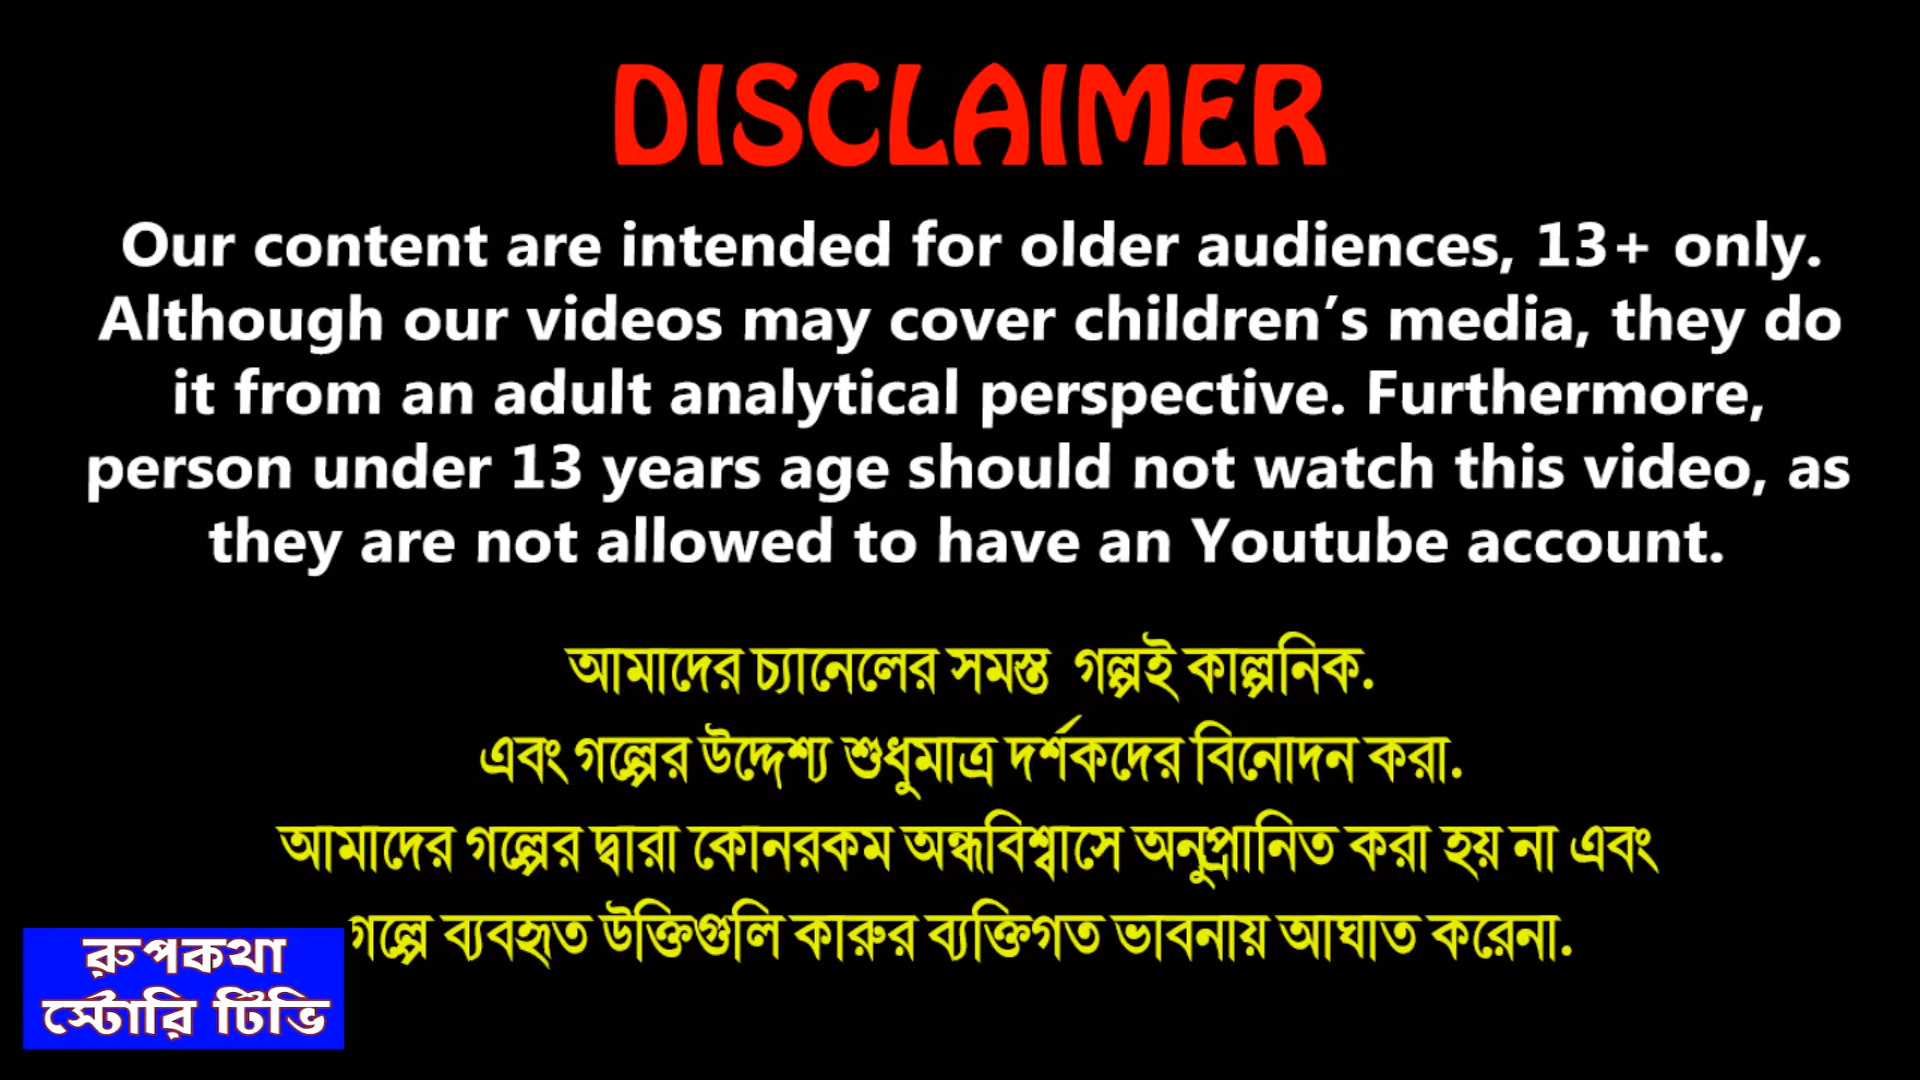 DISCLAIMER
Our content are intended for older audiences, 13+ only.
Although our videos may cover children’s media, they do
it from an adult analytical perspective. Furthermore,
person under 13 years age should not watch this video, as
they are not allowed to have an Youtube account.
আমাদের চ্যানেলের সমস্ত গল্পই কাল্পনিক.
এবং গল্পের উদ্দেশ্য শুধুমাত্র দর্শকদের বিনোদন করা.
আমাদের গল্পের দ্বারা কোনরকম অন্ধবিশ্বাসে অনুপ্রানিত করা হয় না এবং
গল্পে ব্যবহৃত উক্তিগুলি কারুর ব্যক্তিগত ভাবনায় আঘাত করেনা.
রুপকথা
স্টোরি টিভি